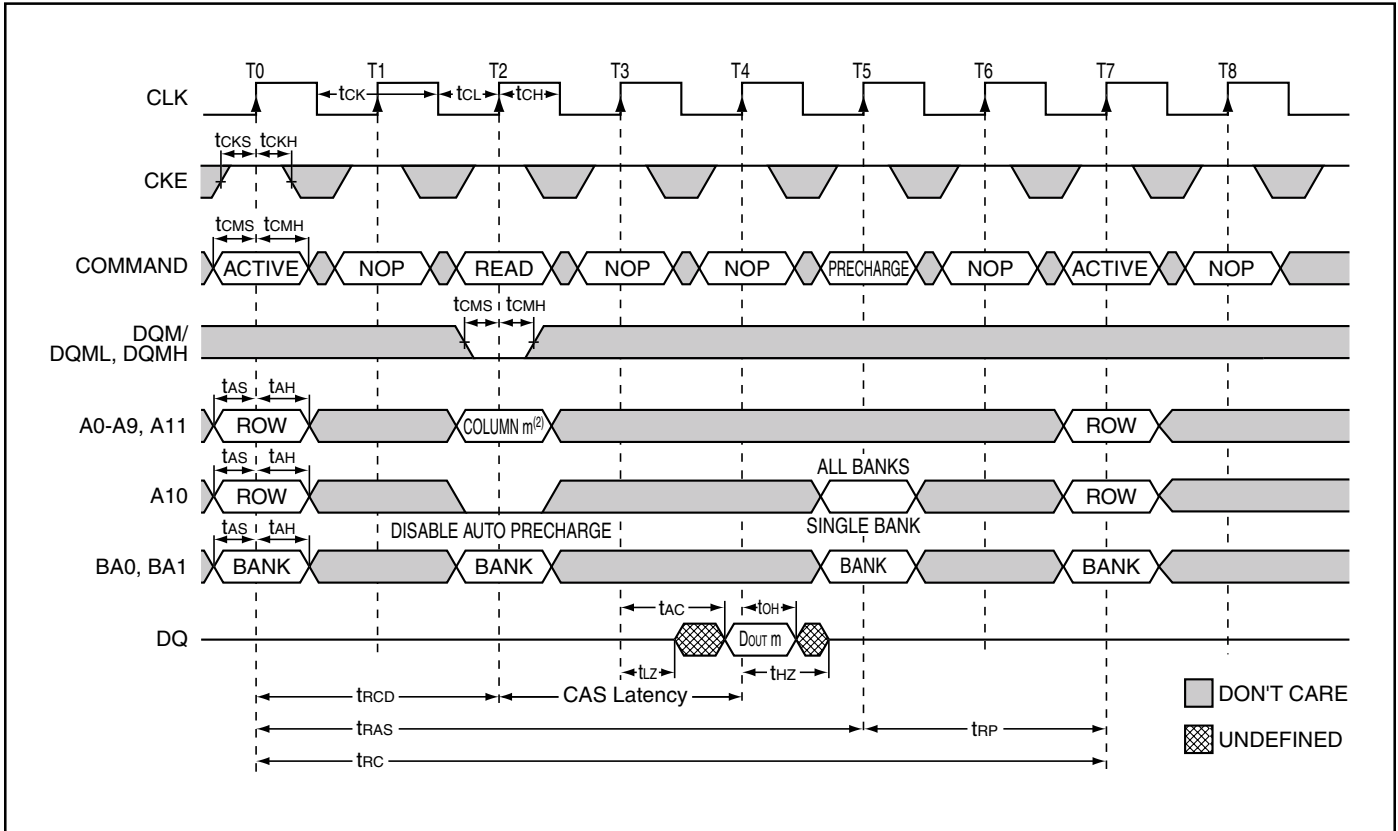 T0 T1 T2 T3 T4 T5 T6 T7 T8
CLK
tCK tCL tCH
tCKS tCKH
CKE
tCMS tCMH
COMMAND ACTIVE NOP READ NOP NOP PRECHARGE NOP ACTIVE NOP
tCMS tCMH
DQM/
DQML, DQMH
tAS tAH
A0-A9, A11 ROW COLUMN m(2) ROW
tAS tAH
ALL BANKS
A10 ROW ROW
DISABLE AUTO PRECHARGE SINGLE BANK
tAS tAH
BA0, BA1 BANK BANK BANK BANK
tAC tOH
DQ DOUT m
tLZ tHZ
tRCD CAS Latency
tRAS tRP
tRC
DON'T CARE
UNDEFINED